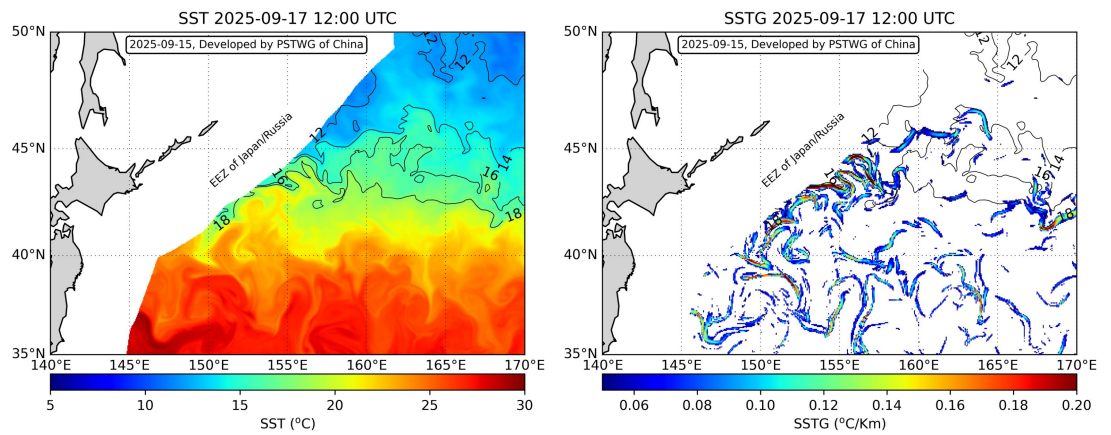 SST 2025-09-17 12:00 UTC
2025-09-15, Developed by PSTWG of China
EEZ of Japan/Russia
12
12
12
14
16
16
18
18
50°N
45°N
40°N
35°N
140°E
145°E
150°E
155°E
160°E
165°E
170°E
5
10
15
20
25
30
SST (°C)
SSTG 2025-09-17 12:00 UTC
2025-09-15, Developed by PSTWG of China
EEZ of Japan/Russia
12
12
12
14
16
50°N
45°N
40°N
35°N
140°E
145°E
150°E
155°E
160°E
165°E
170°E
0.06
0.08
0.10
0.12
0.14
0.16
0.18
0.20
SSTG (°C/Km)